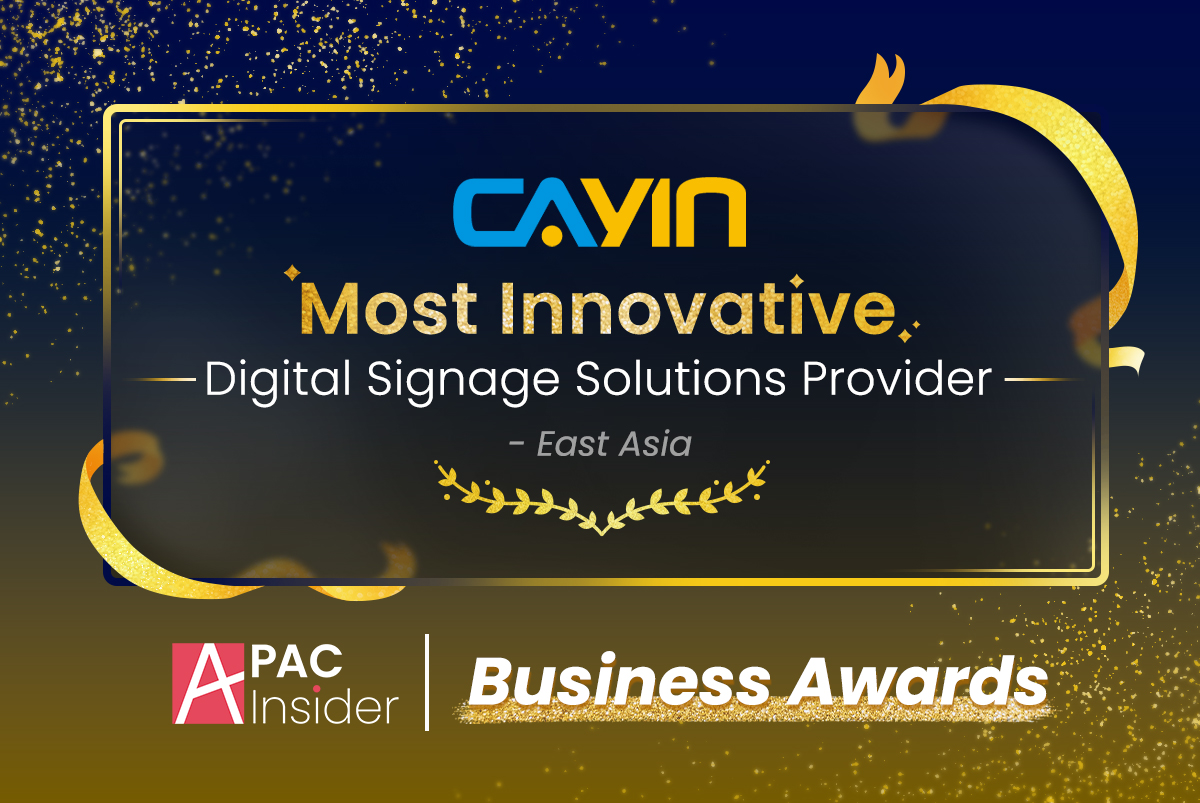 CAYIN
Most Innovative
Digital Signage Solutions Provider
- East Asia
APAC
Insider
Business Awards